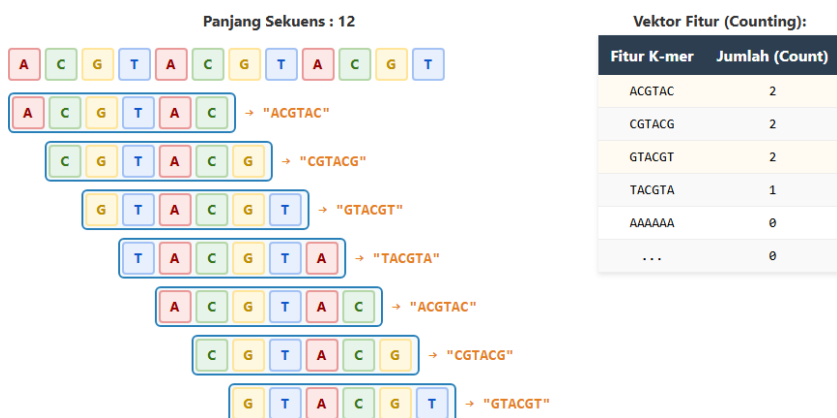 Panjang Sekuens : 12
A C G T A C G T A C G T
A C G T A C → "ACGTAC"
C G T A C G → "CGTACG"
G T A C G T → "GTACGT"
T A C G T A → "TACGTA"
A C G T A C → "ACGTAC"
C G T A C G → "CGTACG"
G T A C G T → "GTACGT"
Vektor Fitur (Counting):
Fitur K-mer Jumlah (Count)
ACGTAC 2
CGTACG 2
GTACGT 2
TACGTA 1
AAAAAA 0
... 0